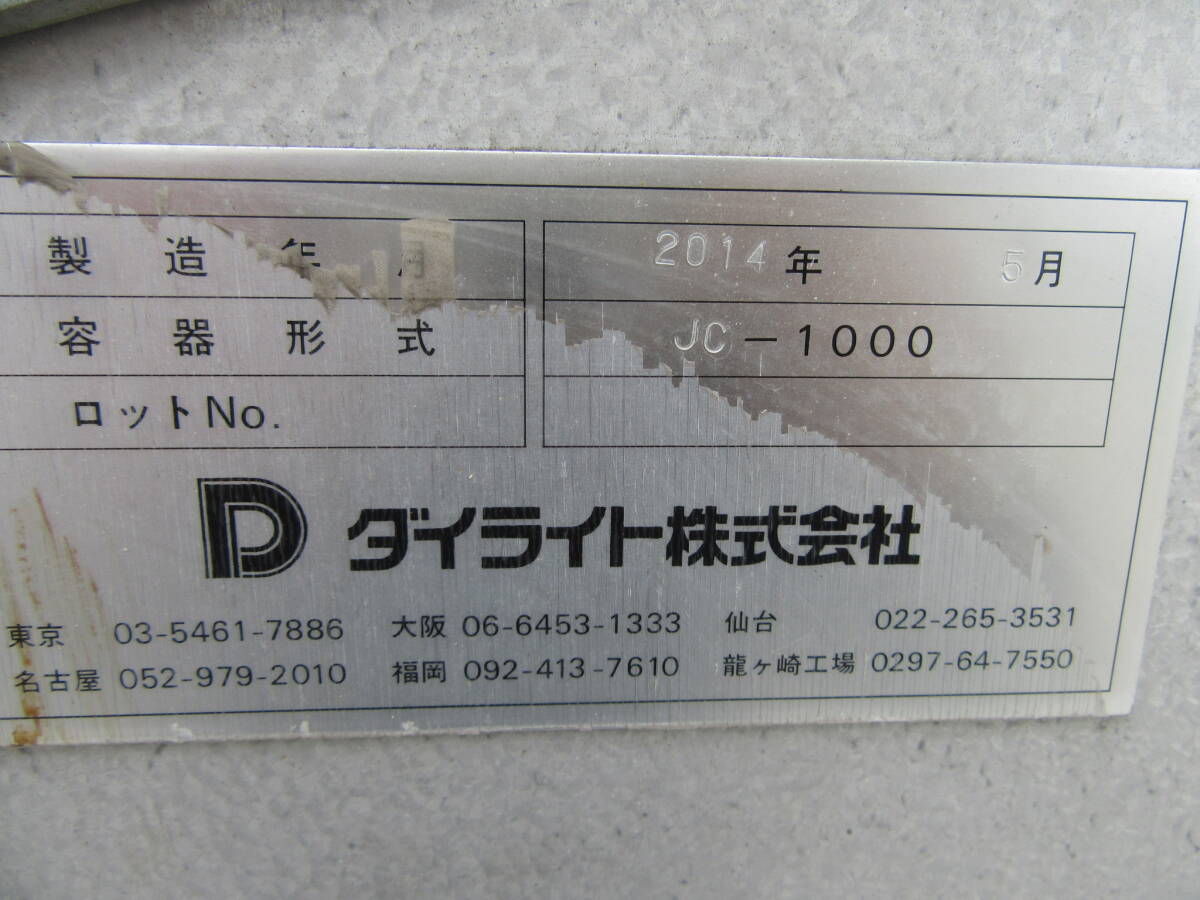 製造年月 2014年 5月
容器形式 JC-1000
ロットNo.
D ダイライト株式会社
東京 03-5461-7886 大阪 06-6453-1333 仙台 022-265-3531
名古屋 052-979-2010 福岡 092-413-7610 龍ヶ崎工場 0297-64-7550